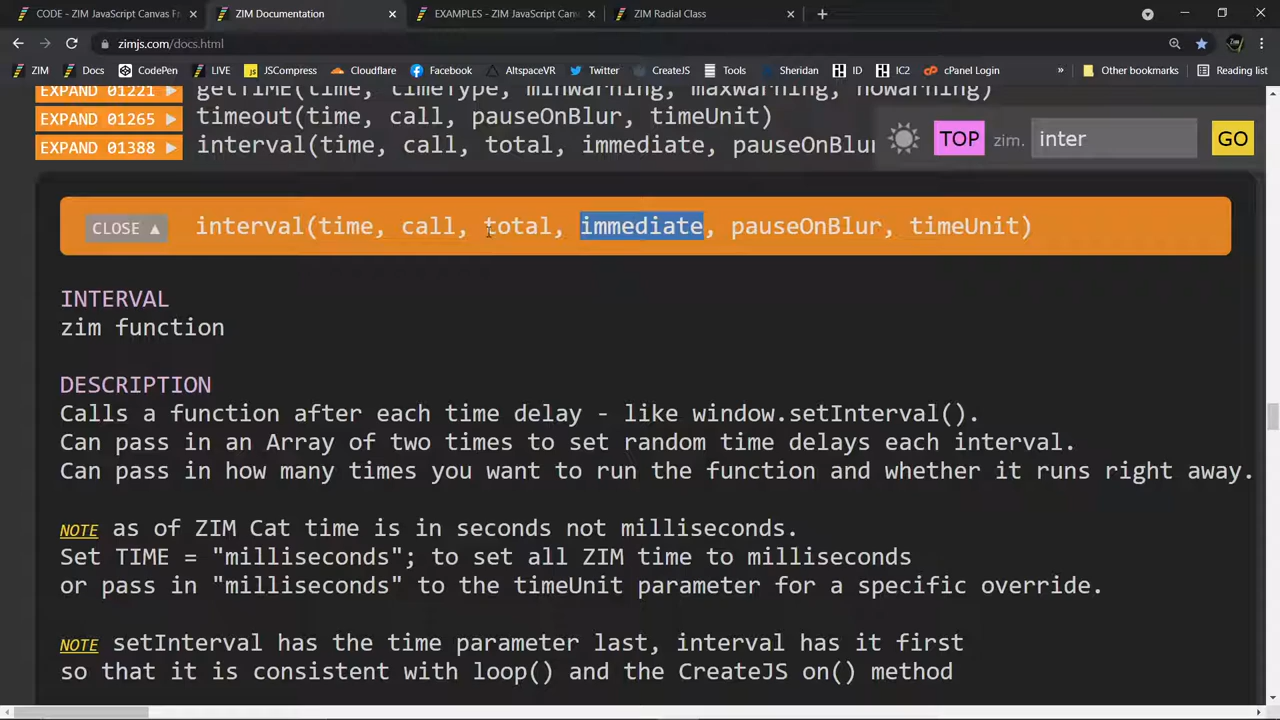 CODE - ZIM JavaScript Canvas Fr
ZIM Documentation
EXAMPLES - ZIM JavaScript Canv
ZIM Radial Class
zimjs.com/docs.html
ZIM
Docs
CodePen
LIVE
JSCompress
Cloudflare
Facebook
AltspaceVR
Twitter
CreateJS
Tools
Sheridan
ID
IC2
cPanel Login
»
Other bookmarks
Reading list
EXPAND 01221 ▶ getTIME(time, timeType, minWarning, maxWarning, noWarning)
EXPAND 01265 ▶ timeout(time, call, pauseOnBlur, timeUnit)
EXPAND 01388 ▶ interval(time, call, total, immediate, pauseOnBlur
TOP zim. inter GO
CLOSE ▲ interval(time, call, total, immediate, pauseOnBlur, timeUnit)
INTERVAL
zim function
DESCRIPTION
Calls a function after each time delay - like window.setInterval().
Can pass in an Array of two times to set random time delays each interval.
Can pass in how many times you want to run the function and whether it runs right away.
NOTE as of ZIM Cat time is in seconds not milliseconds.
Set TIME = "milliseconds"; to set all ZIM time to milliseconds
or pass in "milliseconds" to the timeUnit parameter for a specific override.
NOTE setInterval has the time parameter last, interval has it first
so that it is consistent with loop() and the CreateJS on() method